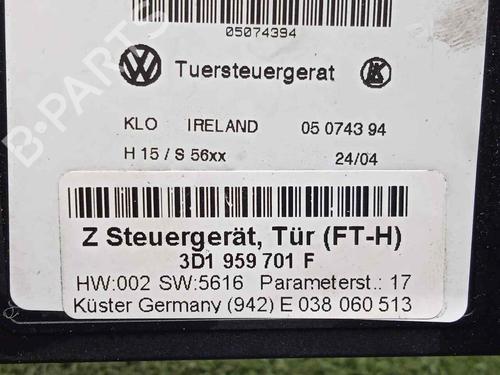 05074394
Tuersteuergerat
KLO IRELAND 05 0743 94
H 15 / S 56xx 24/04
Z Steuergerät, Tür (FT-H)
3D1 959 701 F
HW:002 SW:5616 Parameterst.: 17
Küster Germany (942) E 038 060 513
B-PARTS